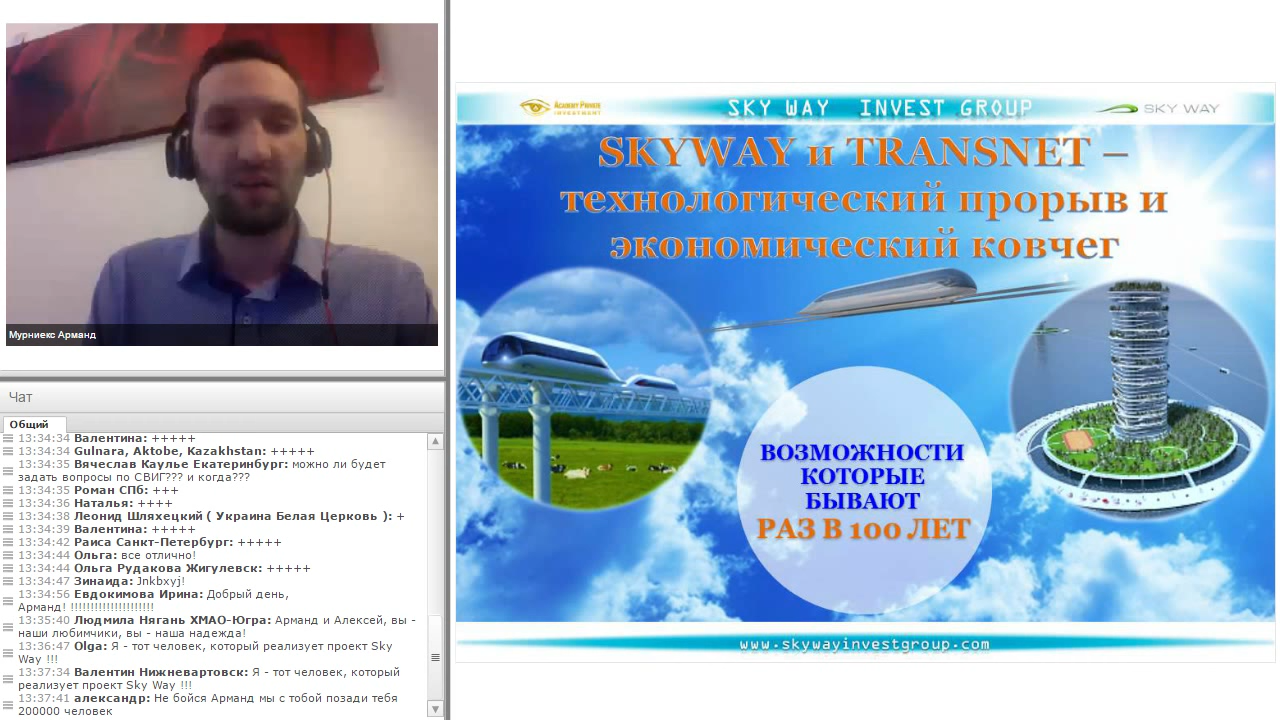 Мурниекс Арманд
Чат
Общий
13:34:34 Валентина: +++++
13:34:34 Gulnara, Aktobe, Kazakhstan: +++++
13:34:35 Вячеслав Каулье Екатеринбург: можно ли будет
задать вопросы по СВИГ??? и когда???
13:34:35 Роман СПб: +++
13:34:36 Наталья: ++++
13:34:38 Леонид Шляхецкий ( Украина Белая Церковь ): +
13:34:39 Валентина: +++++
13:34:42 Раиса Санкт-Петербург: +++++
13:34:44 Ольга: все отлично!
13:34:44 Ольга Рудакова Жигулевск: +++++
13:34:47 Зинаида: Jnkbxyj!
13:34:56 Евдокимова Ирина: Добрый день,
Арманд! !!!!!!!!!!!!!!!!!!!!!
13:35:40 Людмила Нягань ХМАО-Югра: Арманд и Алексей, вы -
наши любимчики, вы - наша надежда!
13:36:47 Olga: Я - тот человек, который реализует проект Sky
Way !!!
13:37:34 Валентин Нижневартовск: Я - тот человек, который
реализует проект Sky Way !!!
13:37:41 александр: Не бойся Арманд мы с тобой позади тебя
200000 человек
ACADEMY PRIVATE
INVESTMENT
SKY WAY INVEST GROUP
SKY WAY
SKYWAY и TRANSNET –
технологический прорыв и
экономический ковчег
ВОЗМОЖНОСТИ
КОТОРЫЕ
БЫВАЮТ
РАЗ В 100 ЛЕТ
www.skywayinvestgroup.com